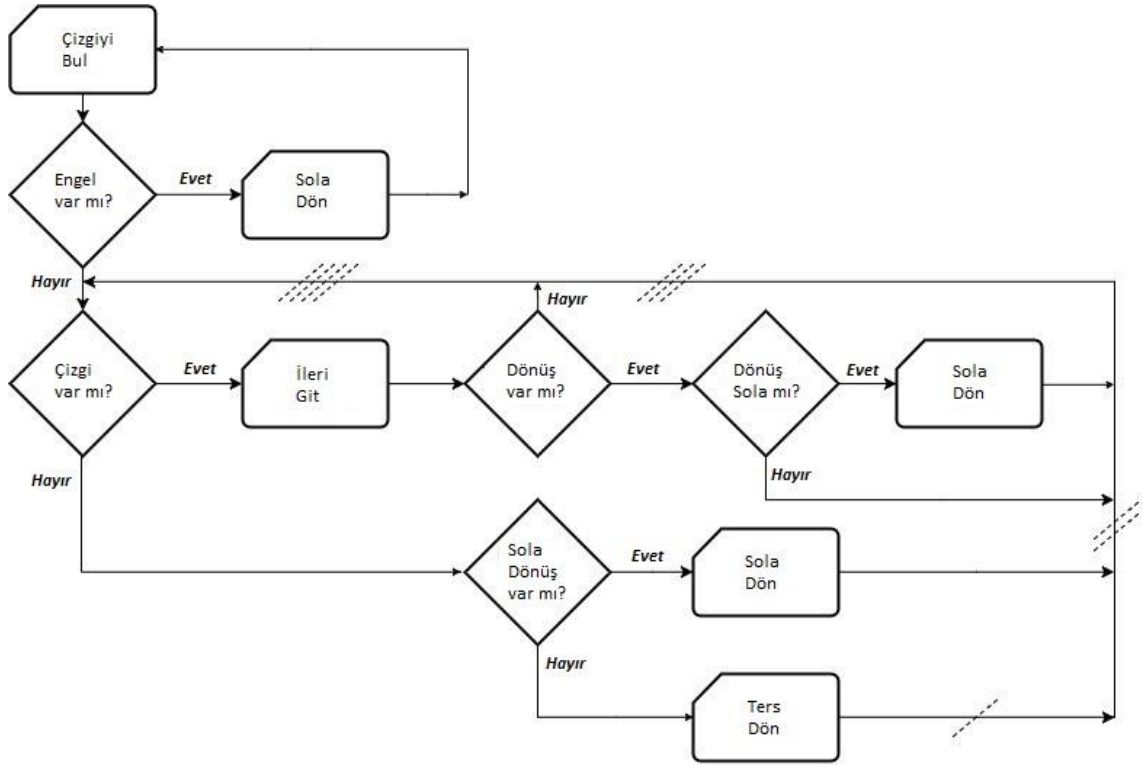 Çizgiyi
Bul
Engel
var mı?
Evet
Sola
Dön
Hayır
Hayır
Çizgi
var mı?
Evet
İleri
Git
Dönüş
var mı?
Evet
Dönüş
Sola mı?
Evet
Sola
Dön
Hayır
Hayır
Sola
Dönüş
var mı?
Evet
Sola
Dön
Hayır
Ters
Dön